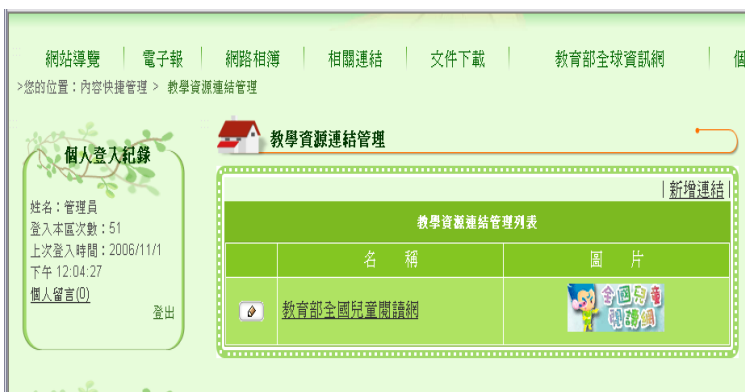 網站導覽 電子報 網路相簿 相關連結 文件下載 教育部全球資訊網 個
>您的位置：內容快捷管理 > 教學資源連結管理
個人登入紀錄
姓名：管理員
登入本區次數：51
上次登入時間：2006/11/1
下午 12:04:27
個人留言(0)
登出
教學資源連結管理
|新增連結|
教學資源連結管理列表
名 稱 圖 片
教育部全國兒童閱讀網
全國兒童
閱讀網